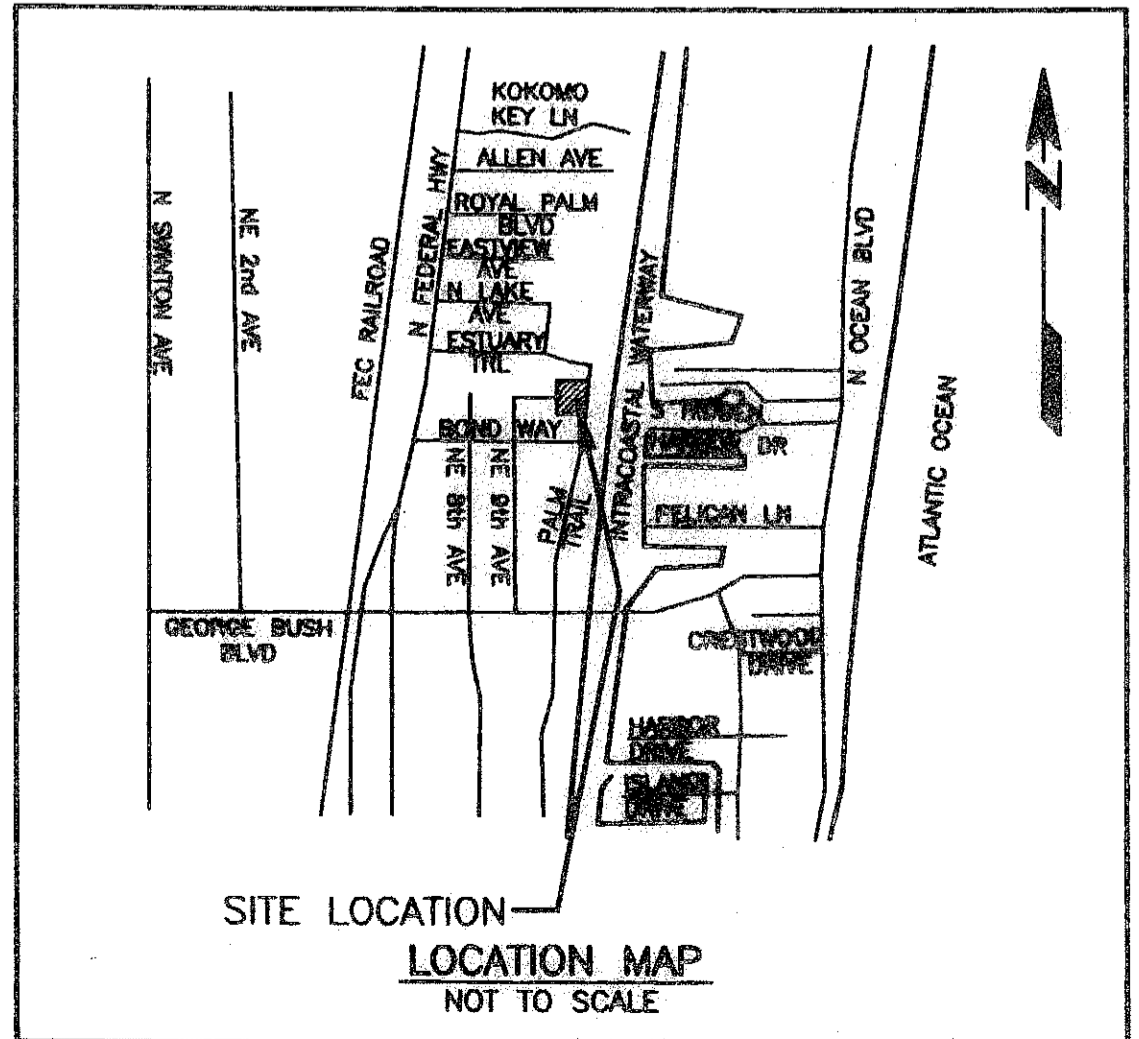 KOKOMO
KEY LN
ALLEN AVE
ROYAL PALM
BLVD
EASTVIEW
AVE
N LAKE
AVE
ESTUARY
TRL
BOND WAY
N SWINTON AVE
NE 2nd AVE
FEC RAILROAD
N FEDERAL HWY
NE 8th AVE
NE 9th AVE
PALM
TRAIL
INTRACOASTAL WATERWAY
N OCEAN BLVD
ATLANTIC OCEAN
N
DR
PELICAN LN
GEORGE BUSH
BLVD
CRESTWOOD
DRIVE
HARBOR
DRIVE
DRIVE
SITE LOCATION
LOCATION MAP
NOT TO SCALE